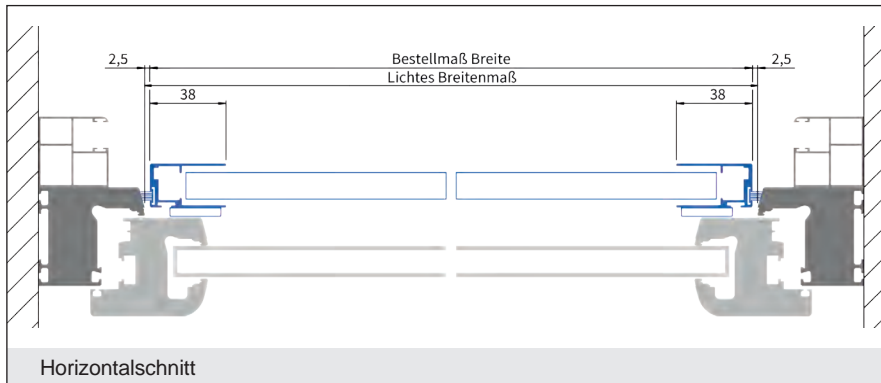 2,5
Bestellmaß Breite
2,5
Lichtes Breitenmaß
38
38
Horizontalschnitt